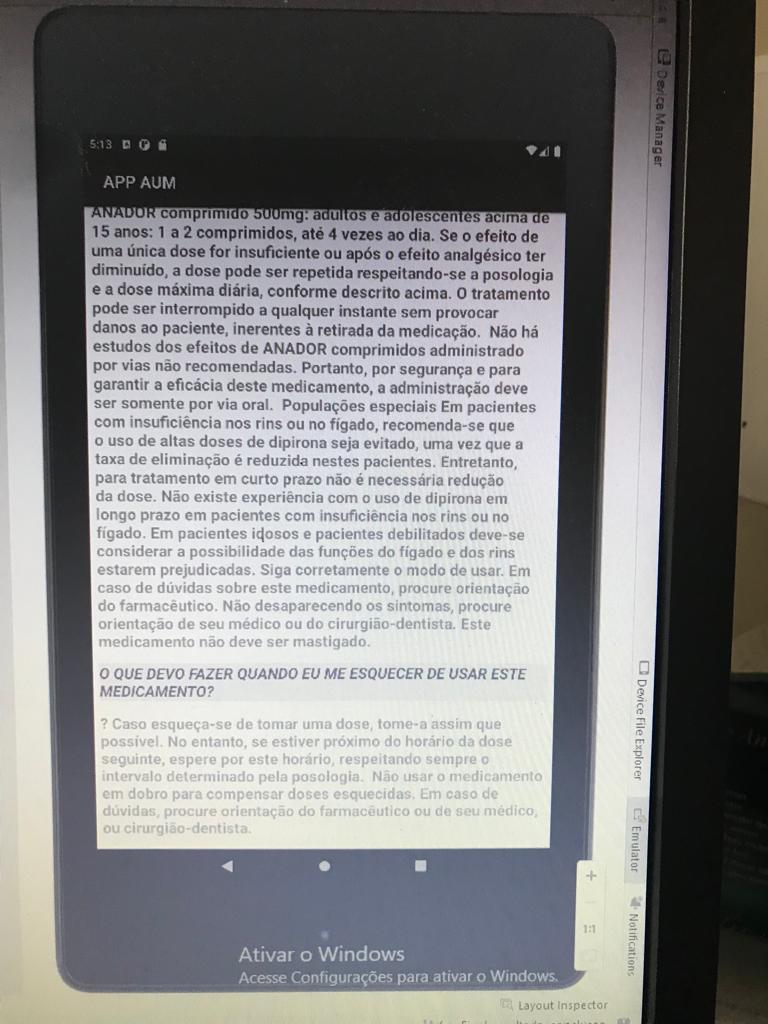 5:13
APP AUM
ANADOR comprimido 500mg: adultos e adolescentes acima de
15 anos: 1 a 2 comprimidos, até 4 vezes ao dia. Se o efeito de
uma única dose for insuficiente ou após o efeito analgésico ter
diminuído, a dose pode ser repetida respeitando-se a posologia
e a dose máxima diária, conforme descrito acima. O tratamento
pode ser interrompido a qualquer instante sem provocar
danos ao paciente, inerentes à retirada da medicação. Não há
estudos dos efeitos de ANADOR comprimidos administrado
por vias não recomendadas. Portanto, por segurança e para
garantir a eficácia deste medicamento, a administração deve
ser somente por via oral. Populações especiais Em pacientes
com insuficiência nos rins ou no fígado, recomenda-se que
o uso de altas doses de dipirona seja evitado, uma vez que a
taxa de eliminação é reduzida nestes pacientes. Entretanto,
para tratamento em curto prazo não é necessária redução
da dose. Não existe experiência com o uso de dipirona em
longo prazo em pacientes com insuficiência nos rins ou no
fígado. Em pacientes idosos e pacientes debilitados deve-se
considerar a possibilidade das funções do fígado e dos rins
estarem prejudicadas. Siga corretamente o modo de usar. Em
caso de dúvidas sobre este medicamento, procure orientação
do farmacêutico. Não desaparecendo os sintomas, procure
orientação de seu médico ou do cirurgião-dentista. Este
medicamento não deve ser mastigado.
O QUE DEVO FAZER QUANDO EU ME ESQUECER DE USAR ESTE
MEDICAMENTO?
? Caso esqueça-se de tomar uma dose, tome-a assim que
possível. No entanto, se estiver próximo do horário da dose
seguinte, espere por este horário, respeitando sempre o
intervalo determinado pela posologia. Não usar o medicamento
em dobro para compensar doses esquecidas. Em caso de
dúvidas, procure orientação do farmacêutico ou de seu médico,
ou cirurgião-dentista.
Device Manager
Device File Explorer
Emulator
Notifications
1:1
Ativar o Windows
Acesse Configurações para ativar o Windows.
Layout Inspector